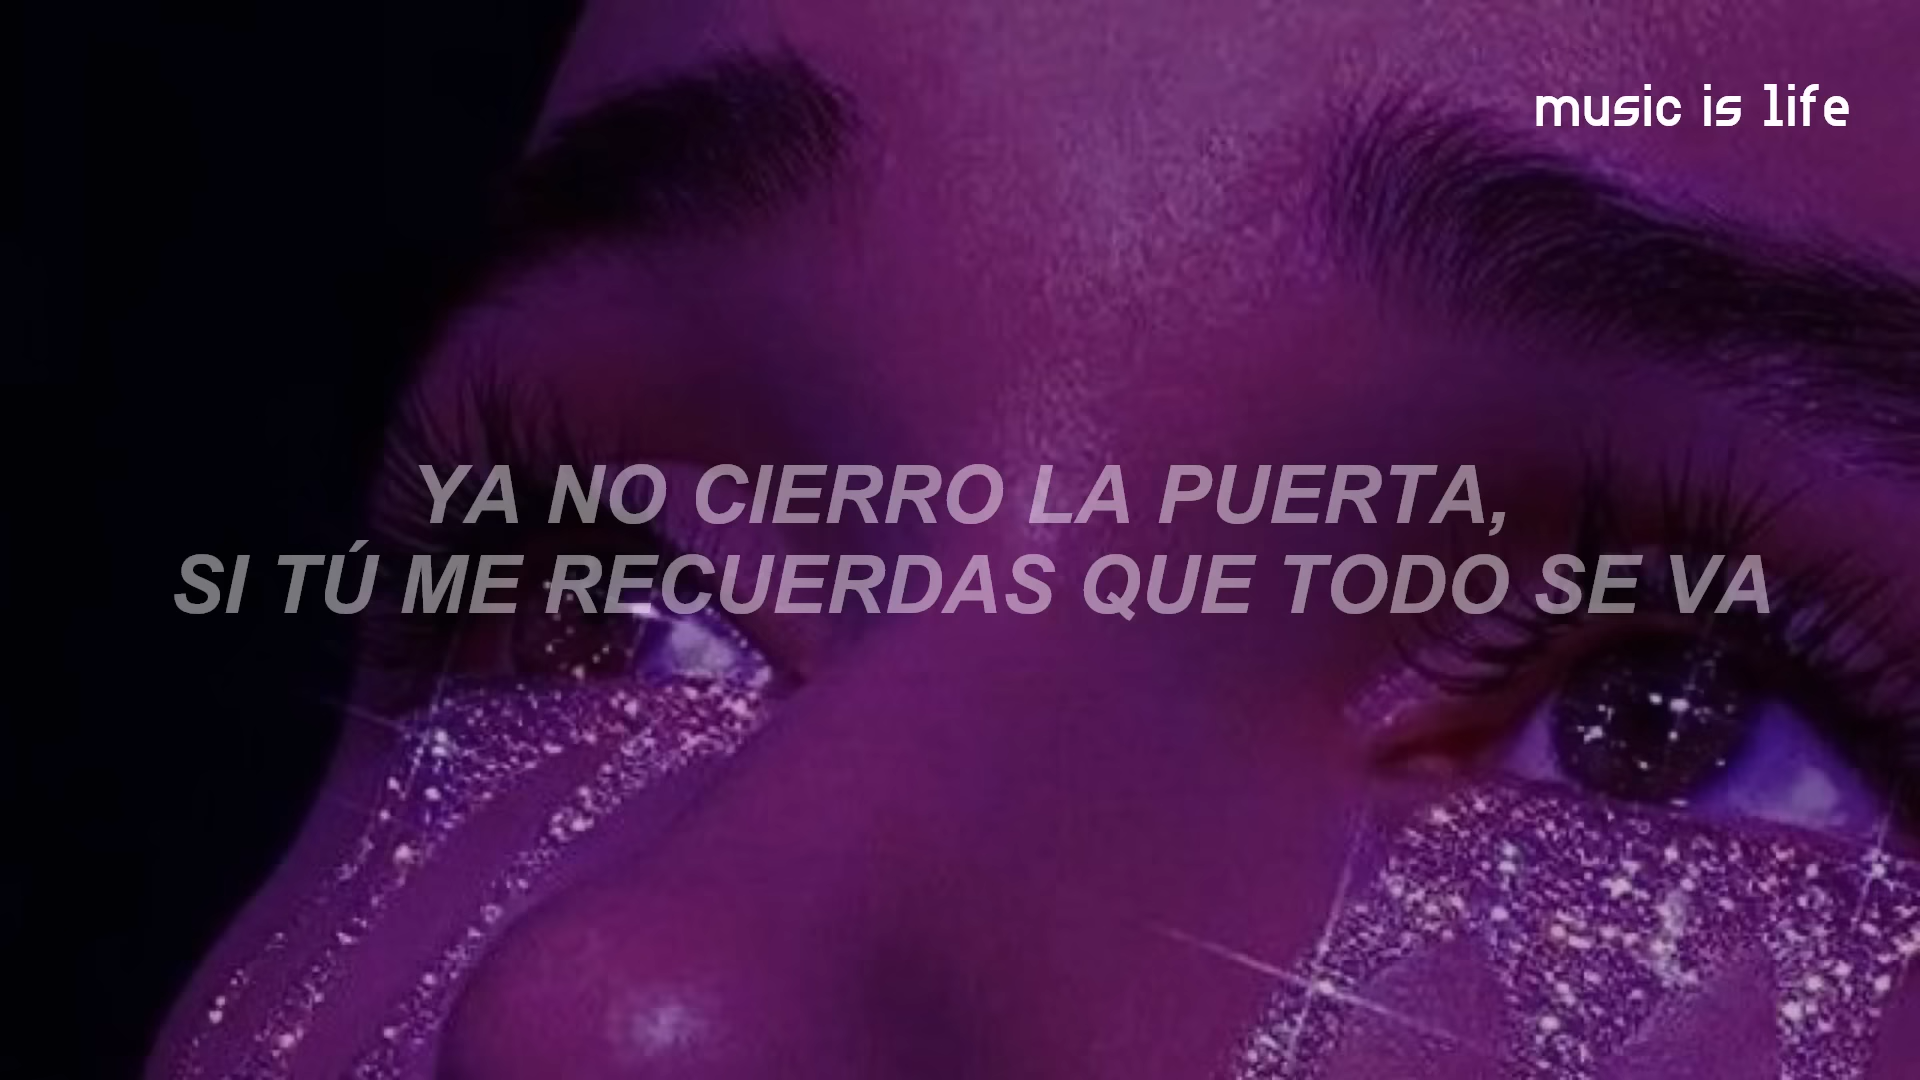 music is life
YA NO CIERRO LA PUERTA,
SI TÚ ME RECUERDAS QUE TODO SE VA